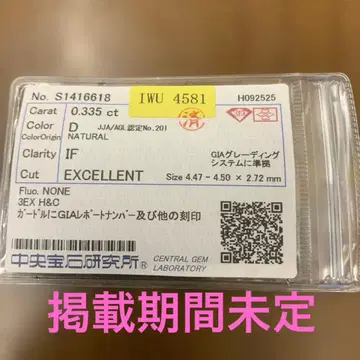 No. S1416618
IWU 4581
H092525
Carat 0.335 ct
Color D JJA/AGL認定No.201
ColorOrigin NATURAL
済
Clarity IF
GIAグレーディング
システムに準拠
Cut EXCELLENT
Size 4.47 - 4.50 × 2.72 mm
Fluo. NONE
3EX H&C
ガードルにGIAレポートナンバー及び他の刻印
中央宝石研究所®
CENTRAL GEM
LABORATORY
掲載期間未定